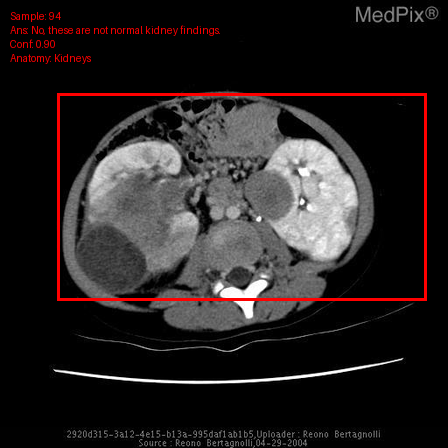 Sample: 94
MedPix®
Ans: No, these are not normal kidney findings.
Conf: 0.90
Anatomy: Kidneys
2920d315-3a12-4e15-b13a-995daf1ab1b5,Uploader : Reono Bertagnolli
Source : Reono Bertagnolli,04-29-2004